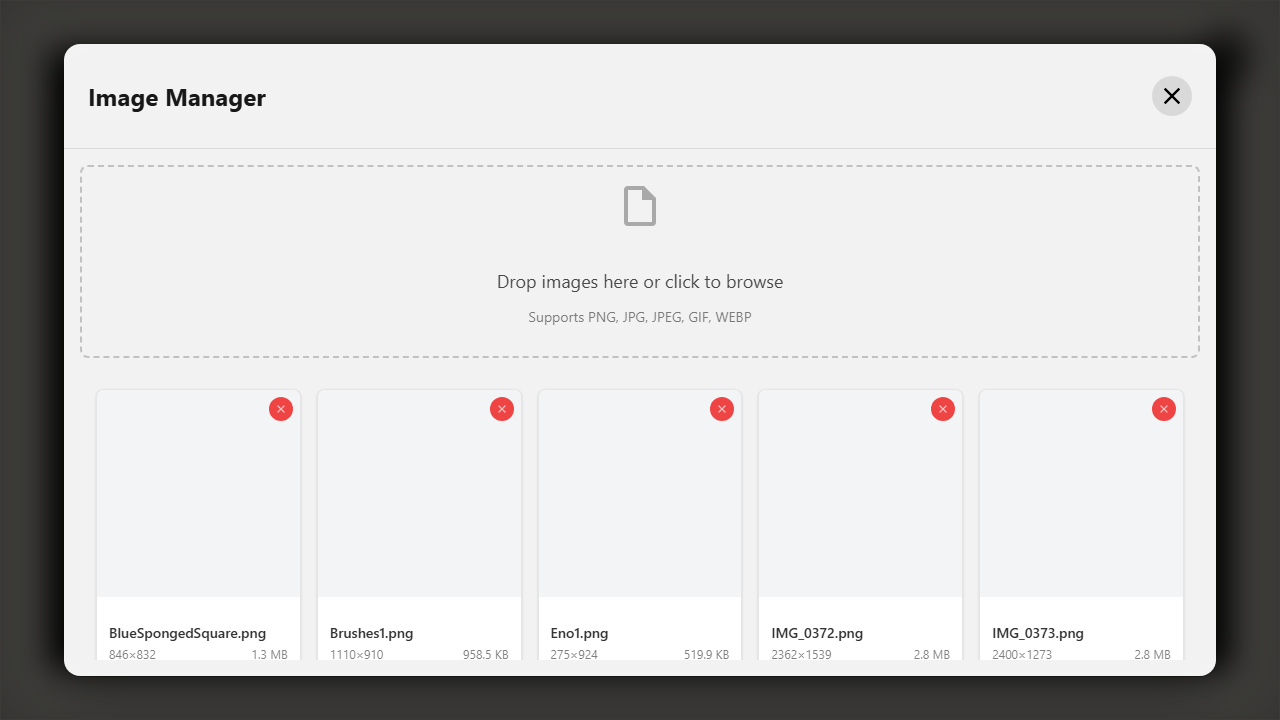 Image Manager
Drop images here or click to browse
Supports PNG, JPG, JPEG, GIF, WEBP
BlueSpongedSquare.png
846×832 1.3 MB
Brushes1.png
1110×910 958.5 KB
Eno1.png
275×924 519.9 KB
IMG_0372.png
2362×1539 2.8 MB
IMG_0373.png
2400×1273 2.8 MB